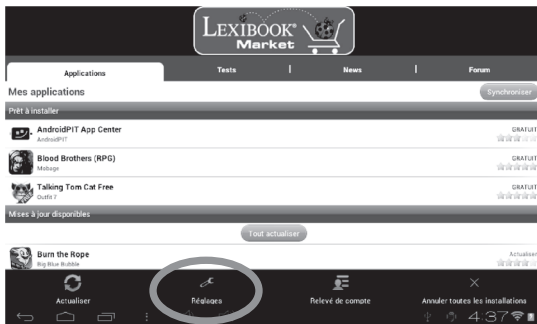 LEXIBOOK®
Market
Applications Tests News Forum
Mes applications Synchroniser
Prêt à installer
AndroidPIT App Center GRATUIT
AndroidPIT
Blood Brothers (RPG) GRATUIT
Mobage
Talking Tom Cat Free GRATUIT
Outfit 7
Mises à jour disponibles
Tout actualiser
Burn the Rope Actualiser
Big Blue Bubble
Actualiser Réglages Relevé de compte Annuler toutes les installations
4:37